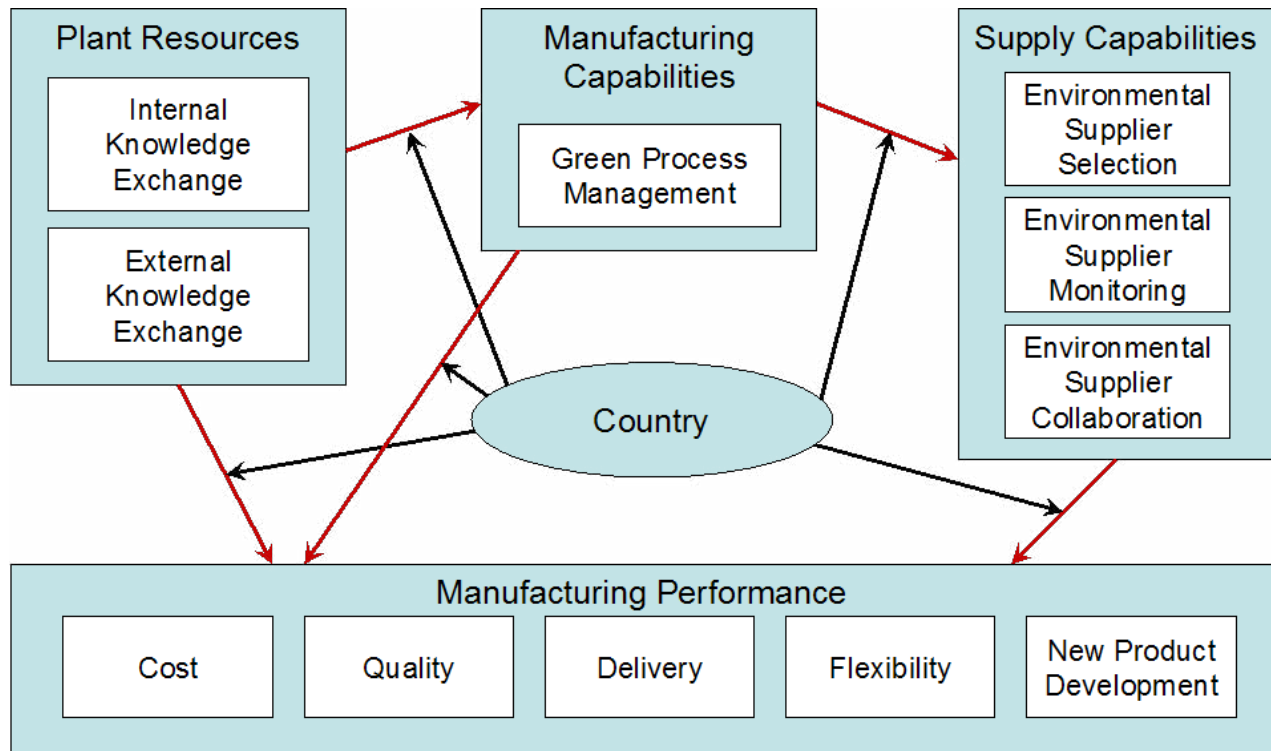 Plant Resources
Internal
Knowledge
Exchange
External
Knowledge
Exchange
Manufacturing
Capabilities
Green Process
Management
Supply Capabilities
Environmental
Supplier
Selection
Environmental
Supplier
Monitoring
Environmental
Supplier
Collaboration
Country
Manufacturing Performance
Cost
Quality
Delivery
Flexibility
New Product
Development